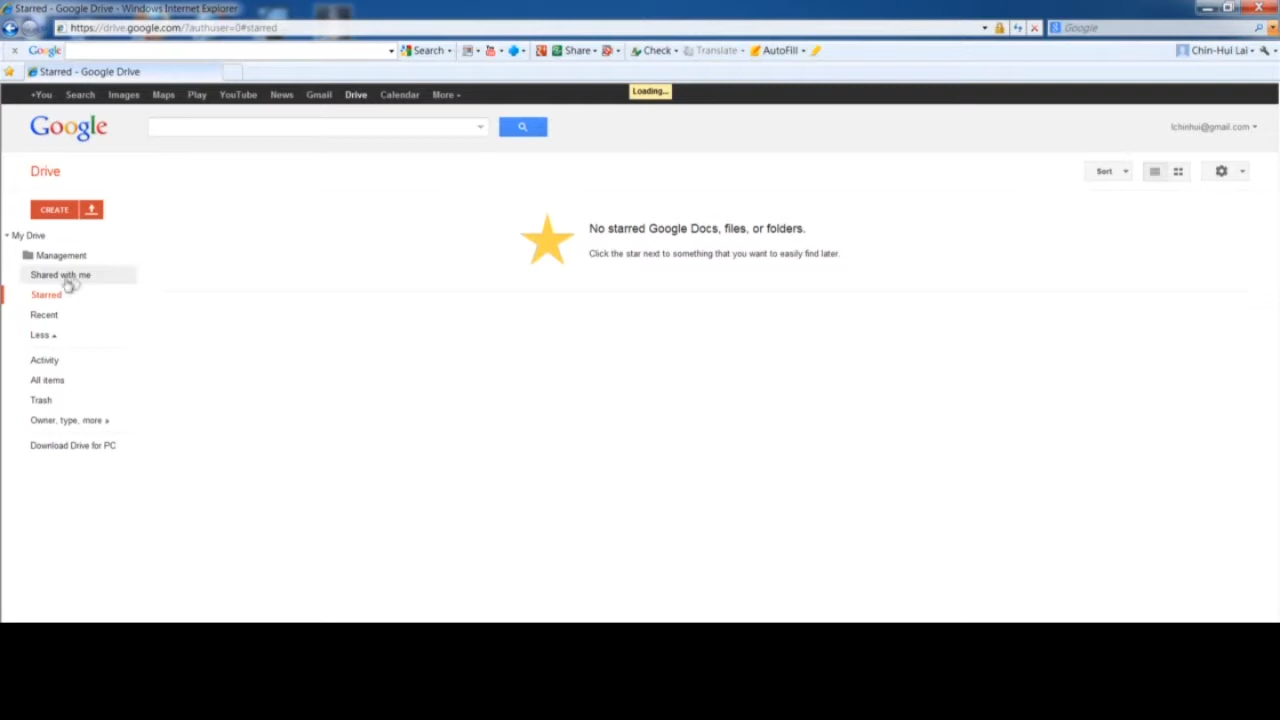 Starred - Google Drive - Windows Internet Explorer
https://drive.google.com/?authuser=0#starred
Google
x Google Search Share Check Translate AutoFill Chin-Hui Lai
Starred - Google Drive
+You Search Images Maps Play YouTube News Gmail Drive Calendar More
Loading...
Google
lchinhui@gmail.com
Drive
Sort
CREATE
No starred Google Docs, files, or folders.
Click the star next to something that you want to easily find later.
My Drive
Management
Shared with me
Starred
Recent
Less
Activity
All items
Trash
Owner, type, more »
Download Drive for PC